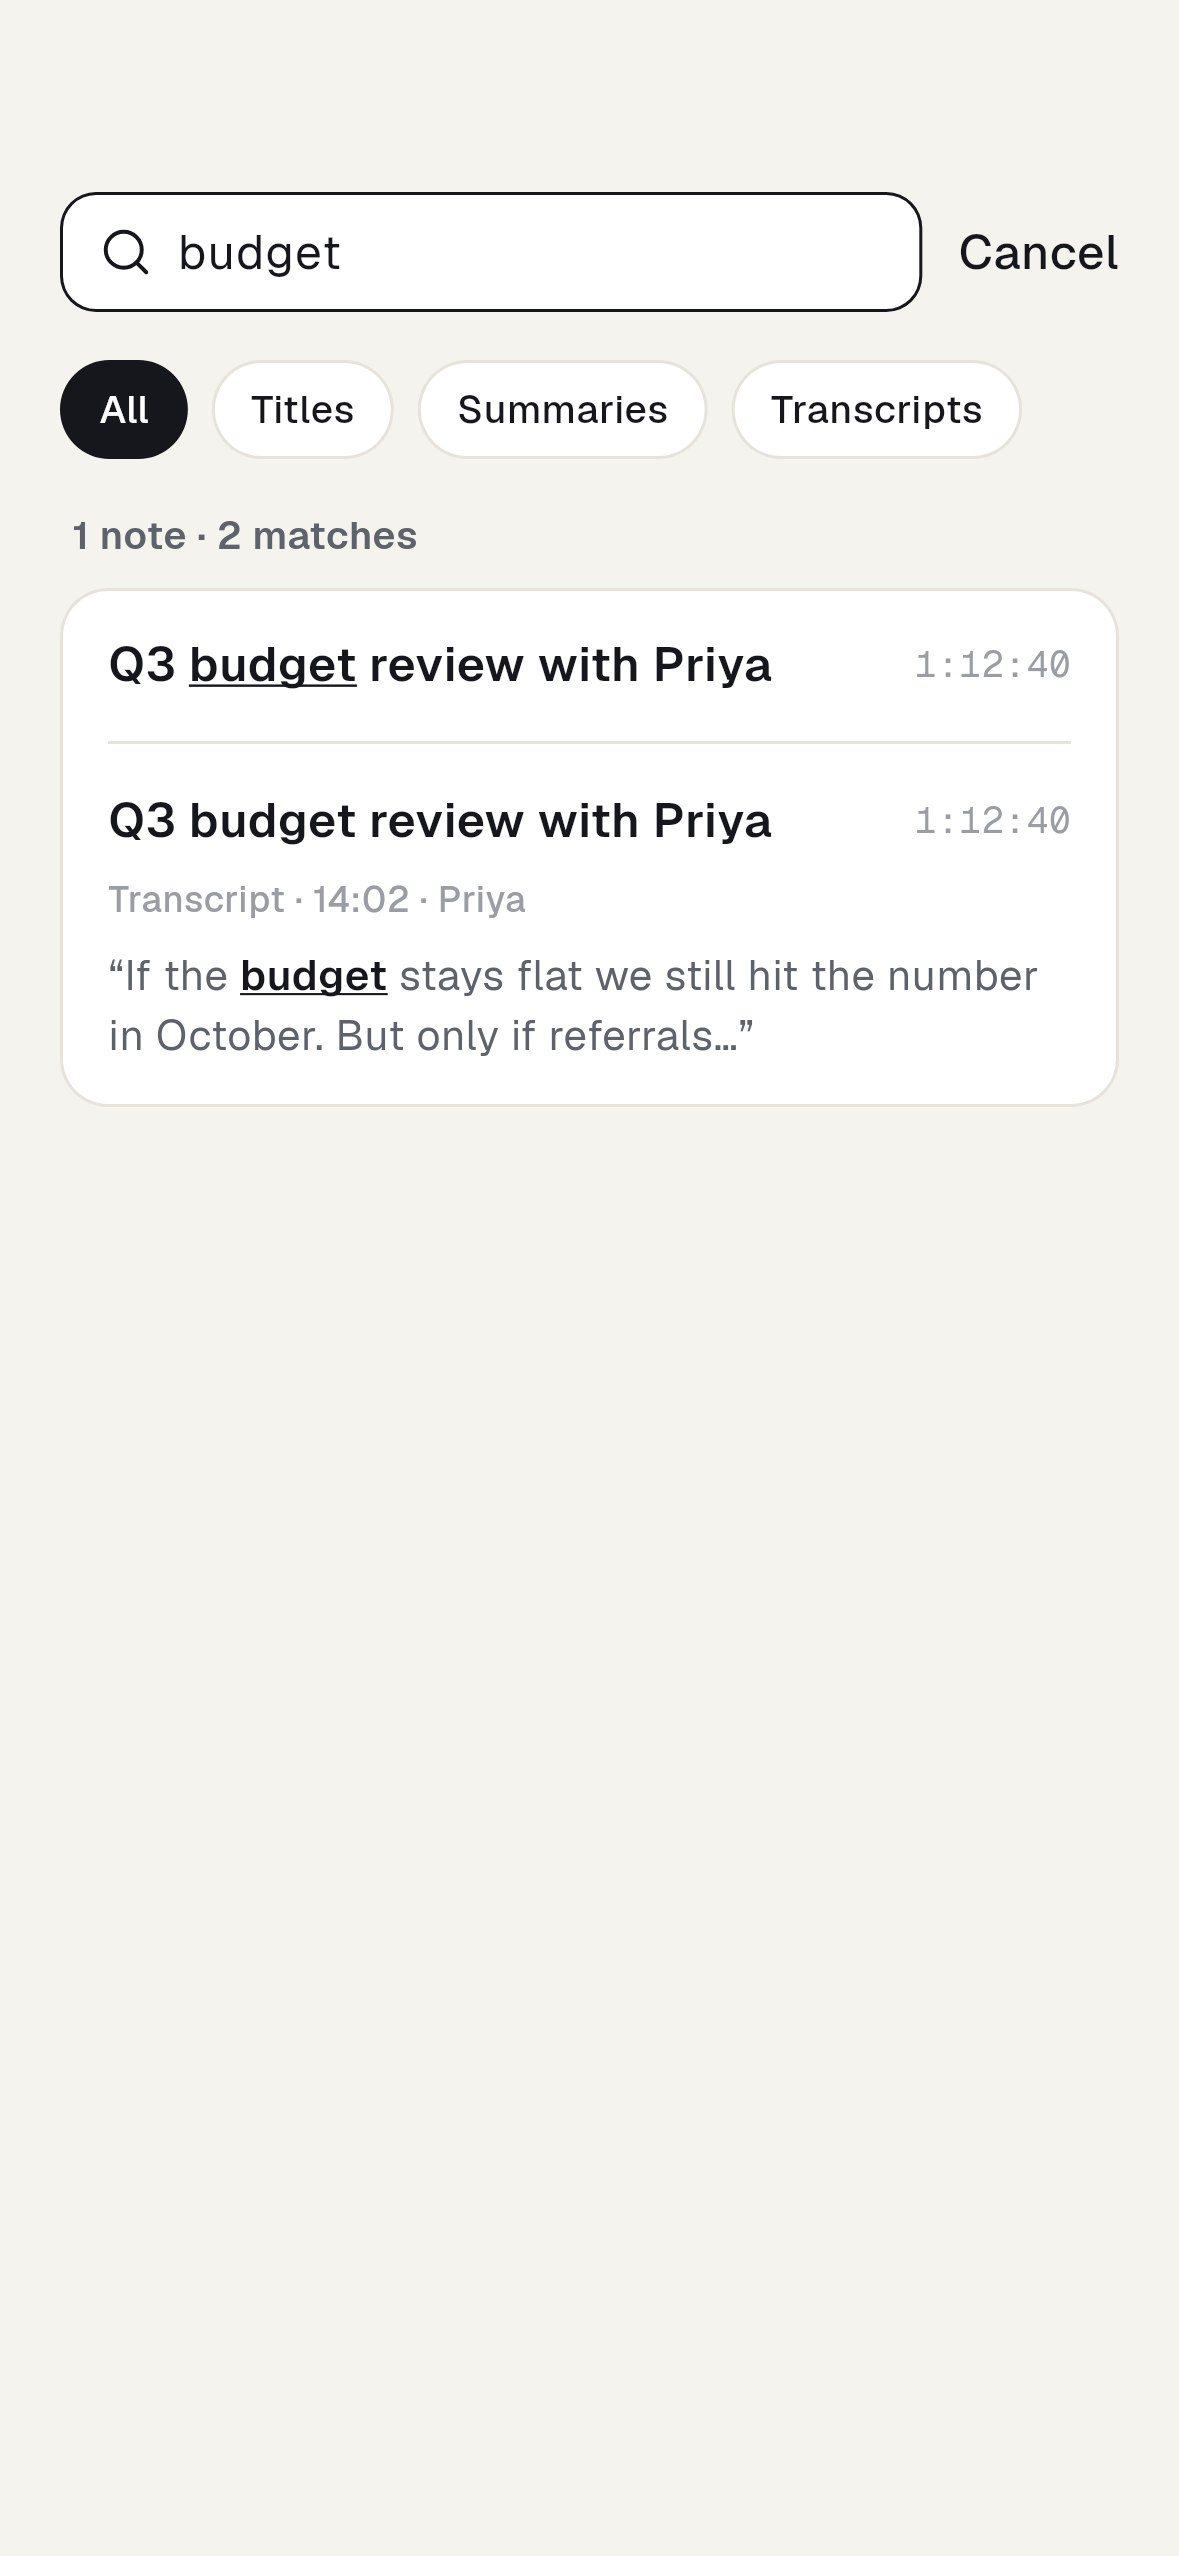 budget
Cancel
All
Titles
Summaries
Transcripts
1 note · 2 matches
Q3 budget review with Priya
1:12:40
Q3 budget review with Priya
1:12:40
Transcript · 14:02 · Priya
“If the budget stays flat we still hit the number
in October. But only if referrals…”